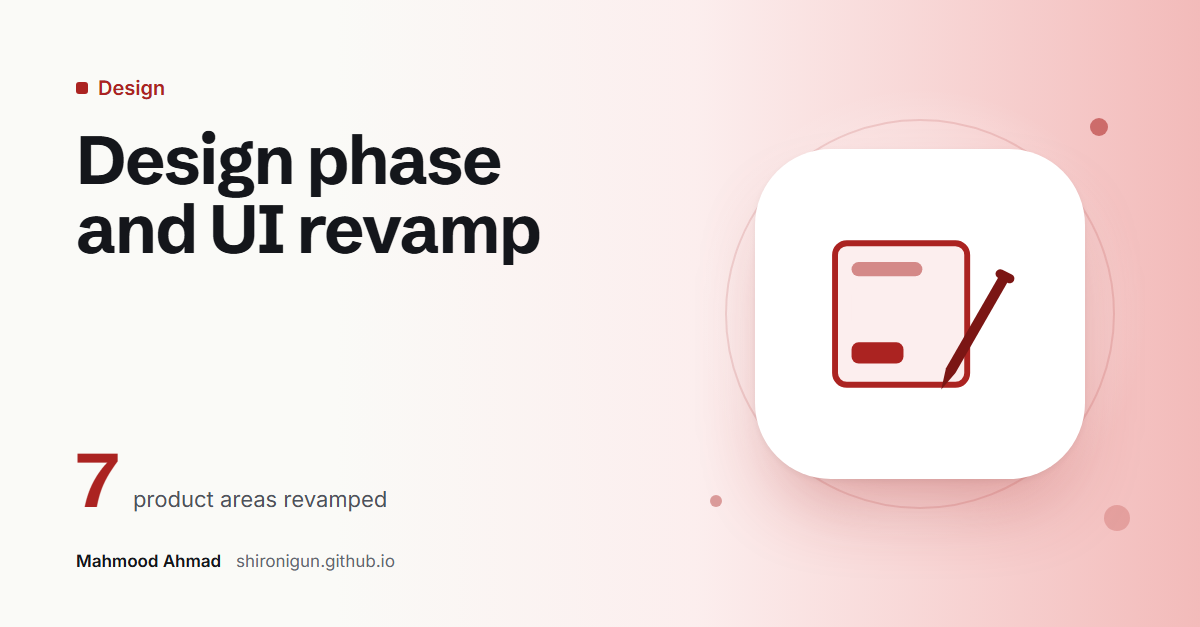 Design
Design phase
and UI revamp
7 product areas revamped
Mahmood Ahmad shironigun.github.io